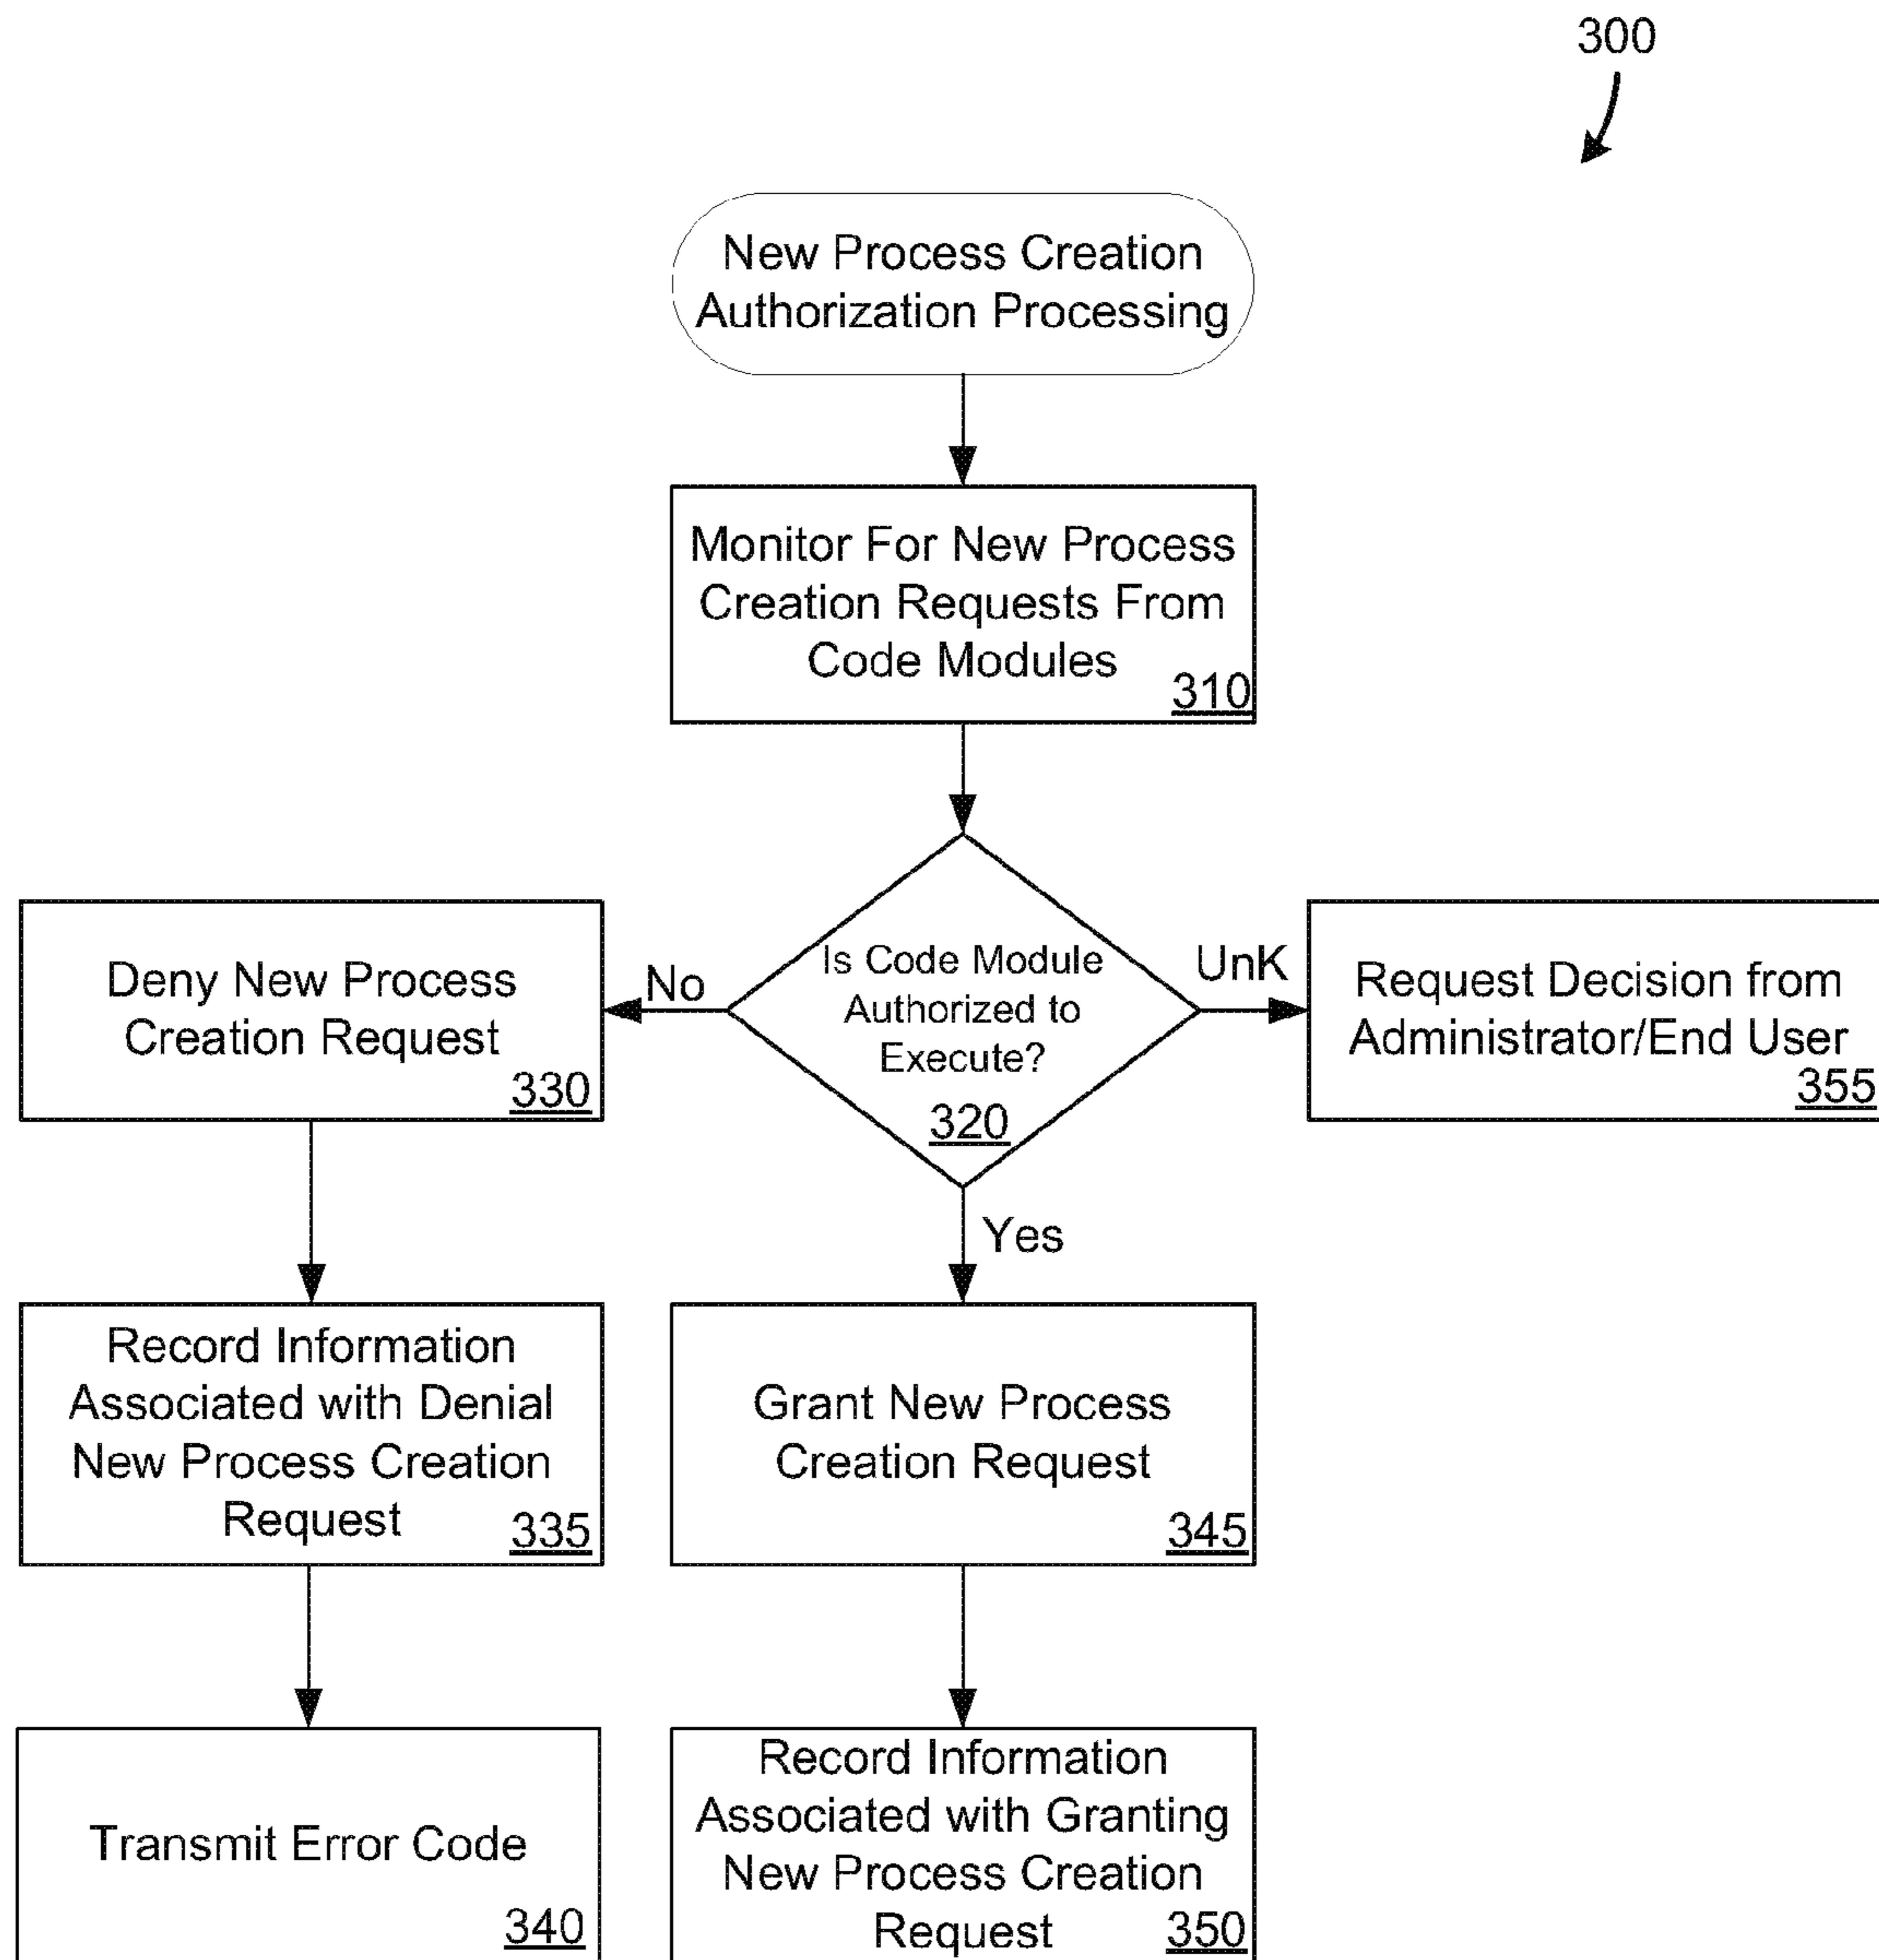 300
New Process Creation
Authorization Processing
Monitor For New Process
Creation Requests From
Code Modules
310
Is Code Module
Authorized to
Execute?
320
No
UnK
Yes
Deny New Process
Creation Request
330
Request Decision from
Administrator/End User
355
Record Information
Associated with Denial
New Process Creation
Request
335
Grant New Process
Creation Request
345
Transmit Error Code
340
Record Information
Associated with Granting
New Process Creation
Request
350